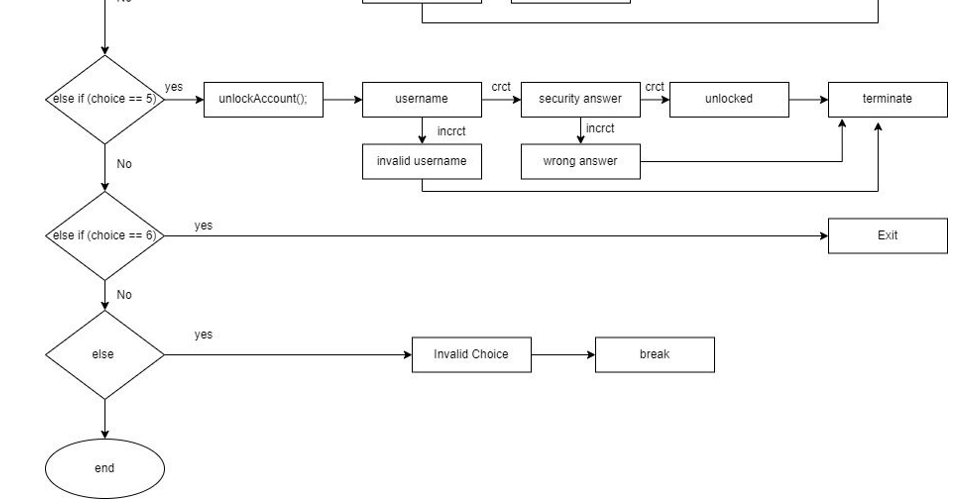 No
else if (choice == 5)
yes
unlockAccount();
username
crct
security answer
crct
unlocked
terminate
incrct
incrct
invalid username
wrong answer
No
else if (choice == 6)
yes
Exit
No
else
yes
Invalid Choice
break
end